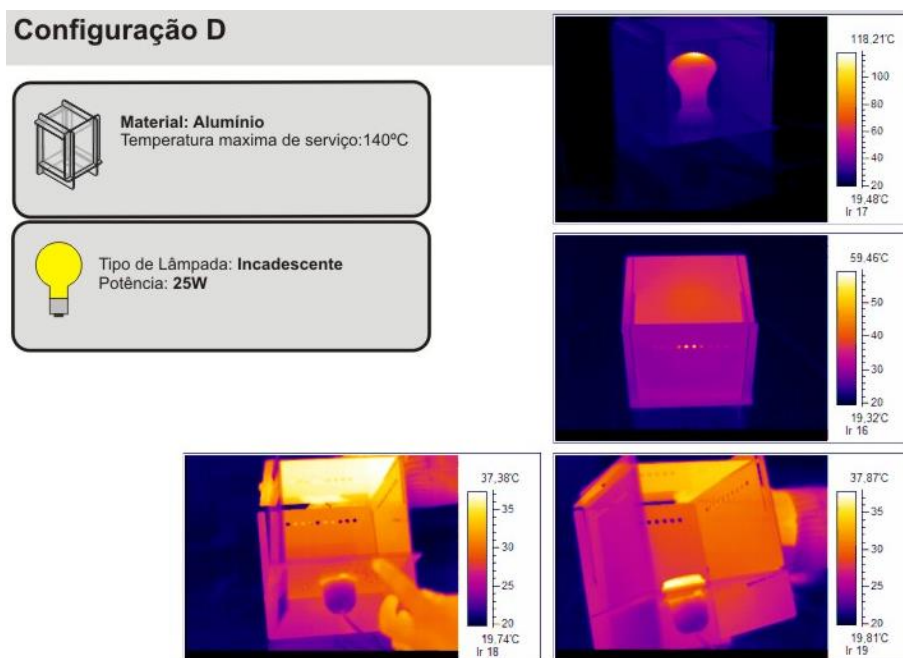 Configuração D
Material: Alumínio
Temperatura maxima de serviço:140ºC
Tipo de Lâmpada: Incadescente
Potência: 25W
118,21°C
100
80
60
40
20
19,48°C
Ir 17
59,46°C
50
40
30
20
19,32°C
Ir 16
37,38°C
35
30
25
20
19,74°C
Ir 18
37,87°C
35
30
25
20
19,81°C
Ir 19